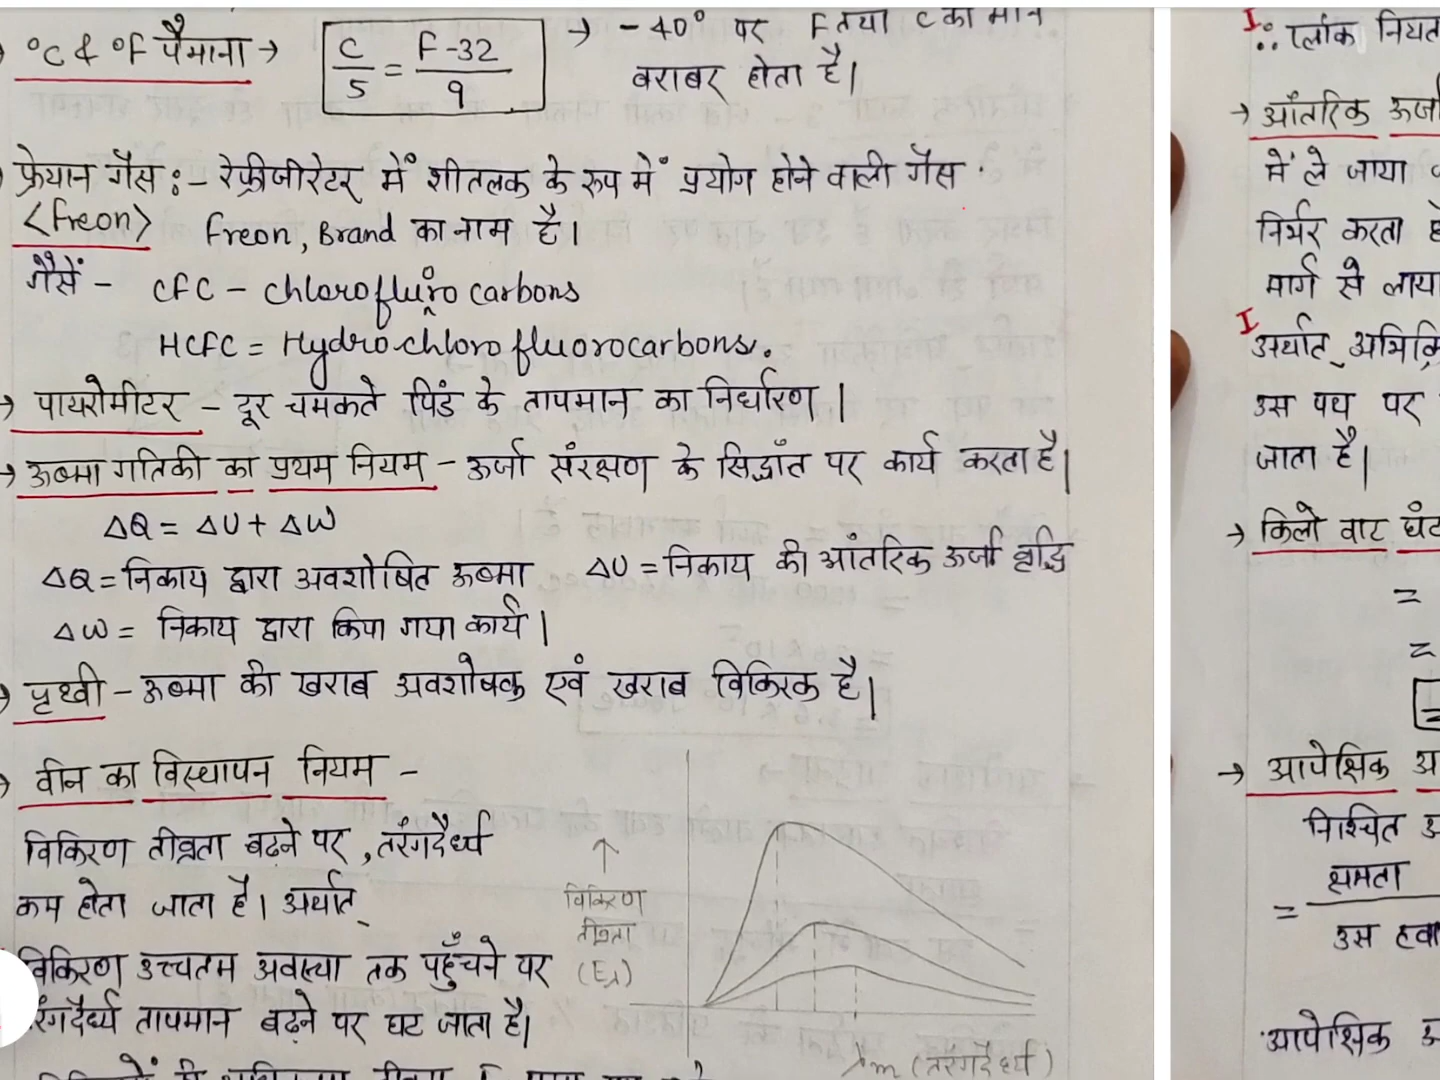 °C & °F पैमाना → C/5 = F-32/9 → -40° पर F तथा C का मान
बराबर होता है।
फ्रेयान गैस :- रेफ्रीजीरेटर में शीतलक के रूप में प्रयोग होने वाली गैस
<Freon> Freon, Brand का नाम है।
गैसें - CFC - Chlorofluro carbons
HCFC = Hydrochlorofluorocarbons.
→ पायरोमीटर - दूर चमकते पिंड के तापमान का निर्धारण।
→ ऊष्मा गतिकी का प्रथम नियम - ऊर्जा संरक्षण के सिद्धांत पर कार्य करता है।
ΔQ = ΔU + ΔW
ΔQ = निकाय द्वारा अवशोषित ऊष्मा ΔU = निकाय की आंतरिक ऊर्जा वृद्धि
ΔW = निकाय द्वारा किया गया कार्य।
→ पृथ्वी - ऊष्मा की खराब अवशोषक एवं खराब विकिरक है।
→ वीन का विस्थापन नियम -
विकिरण तीव्रता बढ़ने पर, तरंगदैर्ध्य
कम होता जाता है। अर्थात्
विकिरण उच्चतम अवस्था तक पहुँचने पर
तापमान बढ़ने पर घट जाता है।
↑
विकिरण
तीव्रता
(Eλ)
λm (तरंगदैर्ध्य)
I
→ आंतरिक ऊर्जा
में ले जाया
निर्भर करता
मार्ग से लाया
I
अर्थात्
उस पथ पर
जाता है।
→ किलो वाट घंटा
=
=
→ आपेक्षिक
निश्चित
क्षमता
=
उस हवा
आपेक्षिक